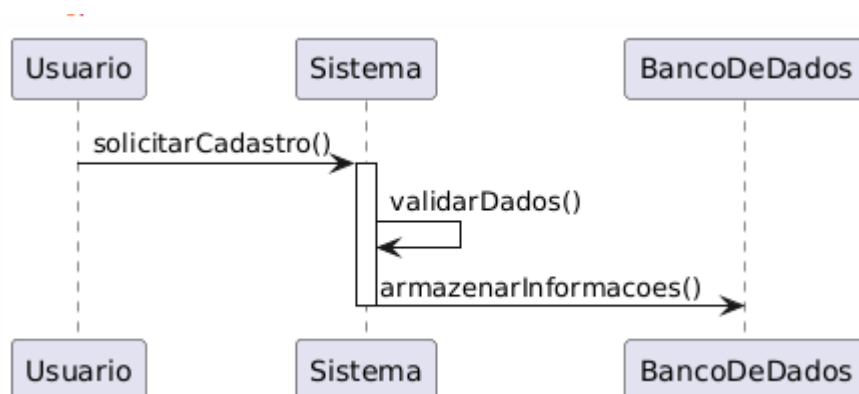 Usuario
Sistema
BancoDeDados
solicitarCadastro()
validarDados()
armazenarInformacoes()
Usuario
Sistema
BancoDeDados